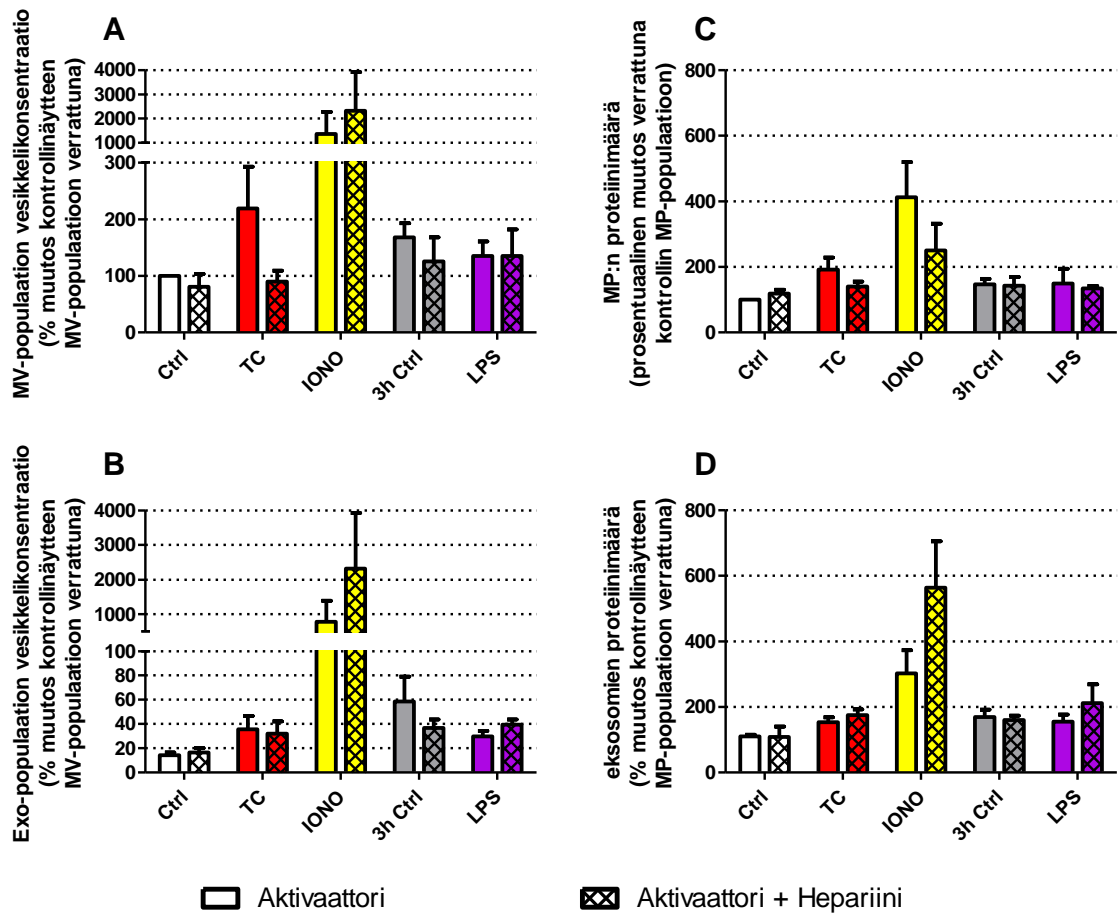 A
MV-populaation vesikkelikonsentraatio
(% muutos kontrollinäytteen
MV-populaatioon verrattuna)
4000
3000
2000
1000
300
200
100
0
Ctrl
TC
IONO
3h Ctrl
LPS
C
MP:n proteiinimäärä
(prosentuaalinen muutos verrattuna
kontrollin MP-populaatioon)
800
600
400
200
0
Ctrl
TC
IONO
3h Ctrl
LPS
B
Exo-populaation vesikkelikonsentraatio
(% muutos kontrollinäytteen
MV-populaatioon verrattuna)
4000
3000
2000
1000
100
80
60
40
20
0
Ctrl
TC
IONO
3h Ctrl
LPS
D
eksosomien proteiinimäärä
(% muutos kontrollinäytteen
MP-populaatioon verrattuna)
800
600
400
200
0
Ctrl
TC
IONO
3h Ctrl
LPS
Aktivaattori
Aktivaattori + Hepariini